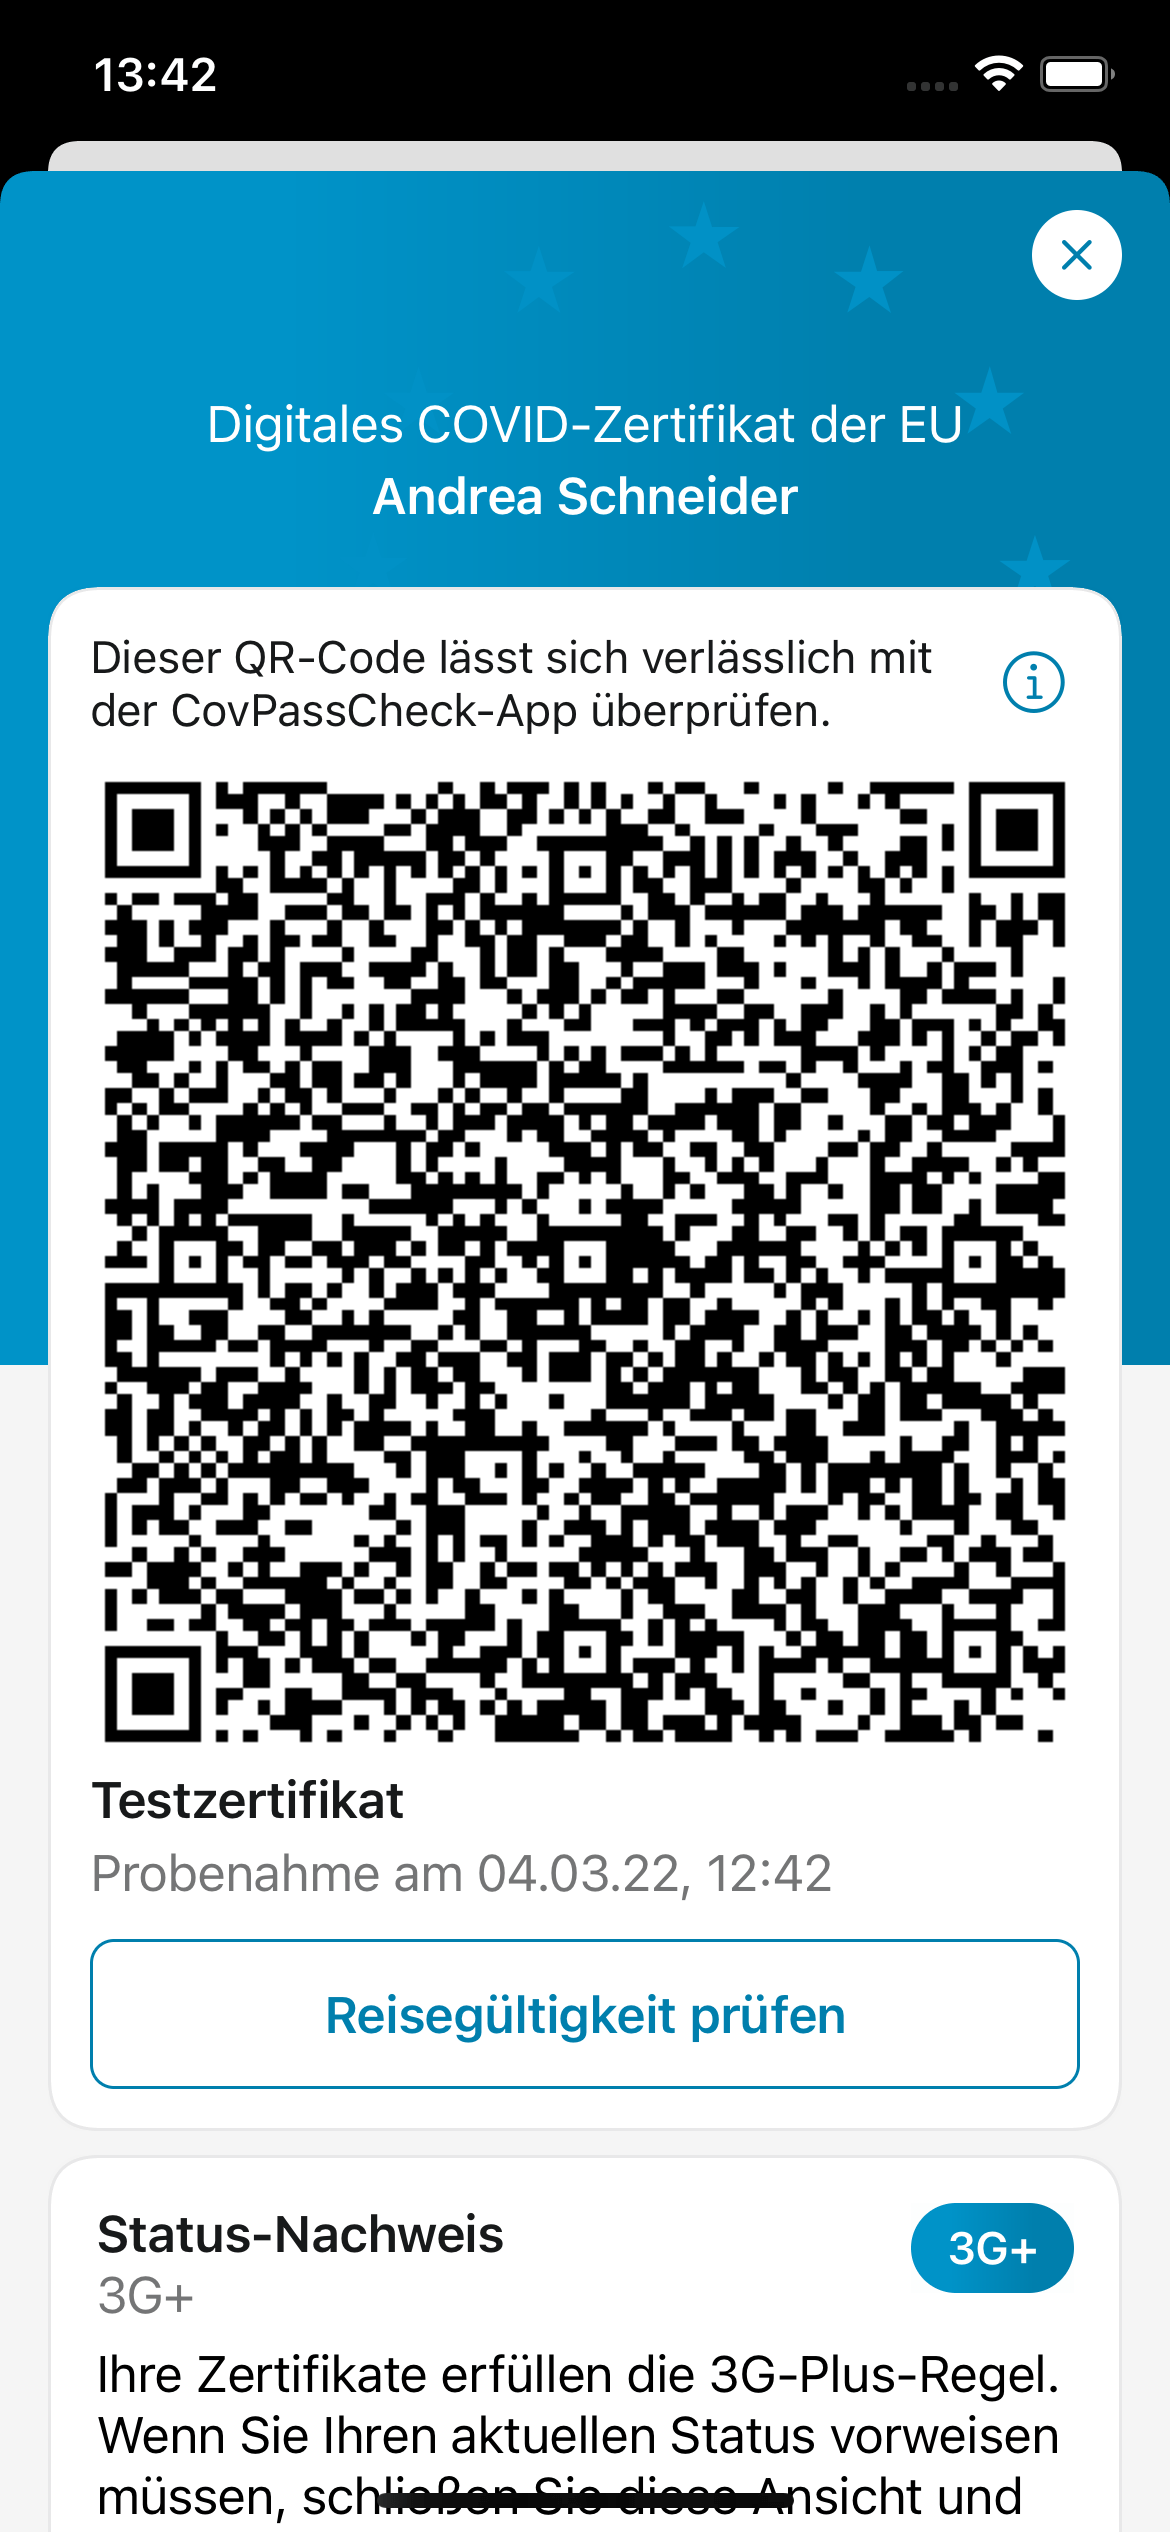 13:42
Digitales COVID-Zertifikat der EU
Andrea Schneider
Dieser QR-Code lässt sich verlässlich mit
der CovPassCheck-App überprüfen.
Testzertifikat
Probenahme am 04.03.22, 12:42
Reisegültigkeit prüfen
Status-Nachweis
3G+
3G+
Ihre Zertifikate erfüllen die 3G-Plus-Regel.
Wenn Sie Ihren aktuellen Status vorweisen
müssen, schließen Sie diese Ansicht und